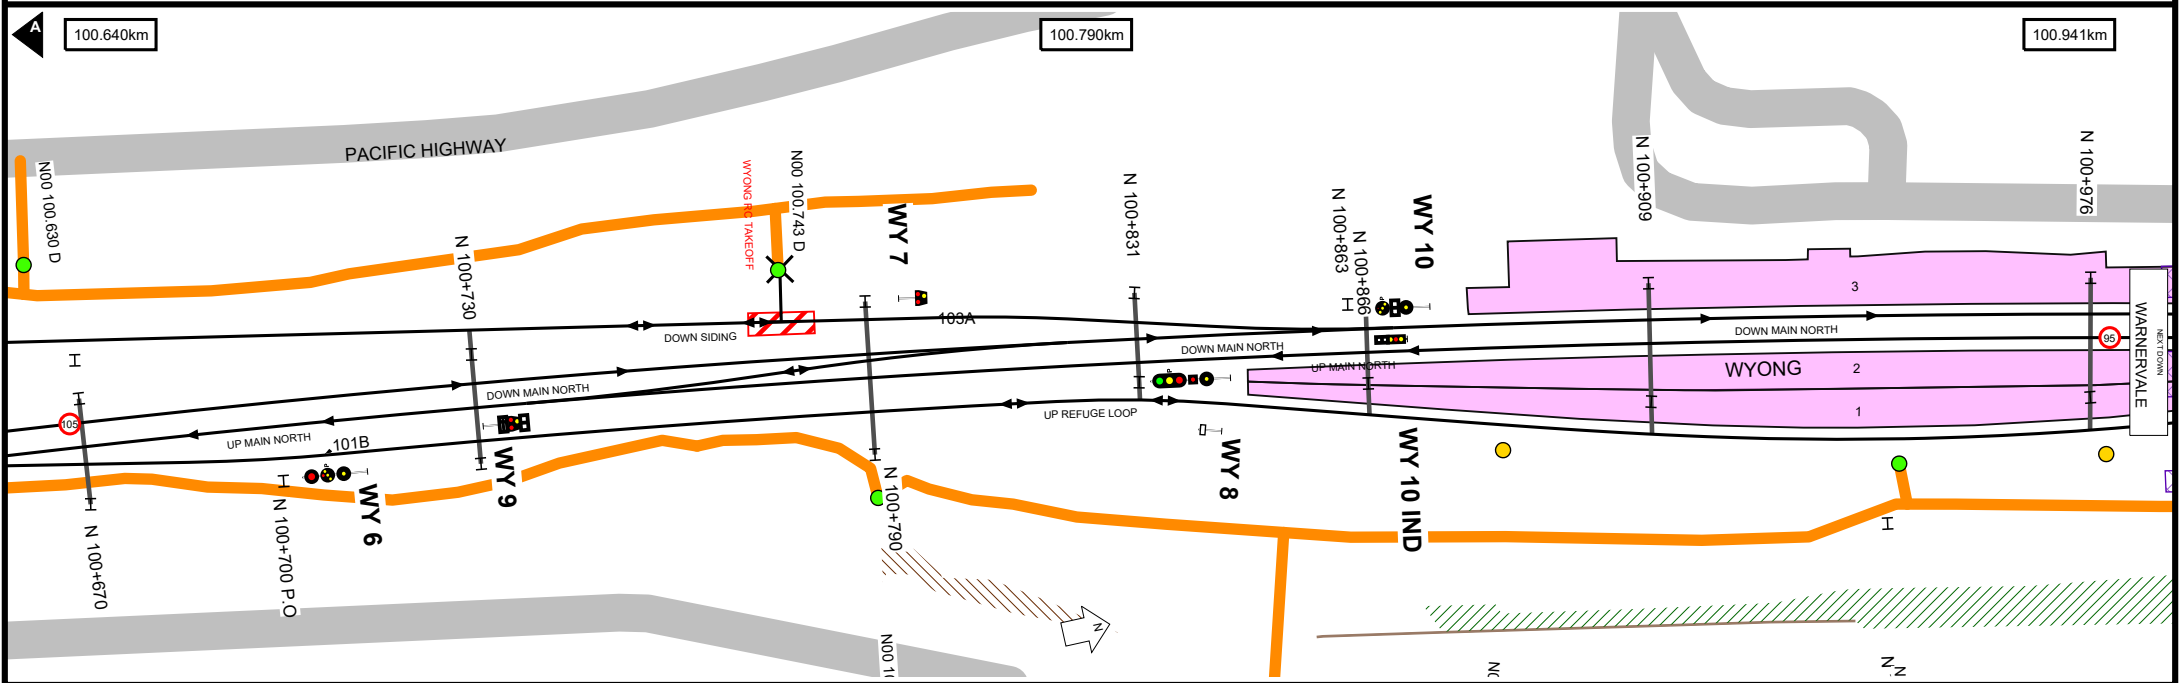 A
100.640km
100.790km
100.941km
PACIFIC HIGHWAY
N00 100.630 D
N 100+730
WYONG RC TAKEOFF
N00 100.743 D
WY 7
N 100+831
N 100+863
N 100+866
WY 10
N 100+909
N 100+976
3
DOWN SIDING
103A
DOWN MAIN NORTH
DOWN MAIN NORTH
95
WARNERVALE
NEXT DOWN
UP MAIN NORTH
WYONG
2
DOWN MAIN NORTH
1
UP REFUGE LOOP
105
UP MAIN NORTH
101B
P
P
P
WY 9
WY 6
WY 8
WY 10 IND
N 100+670
N 100+700 P.O
N 100+790
N
N00 10